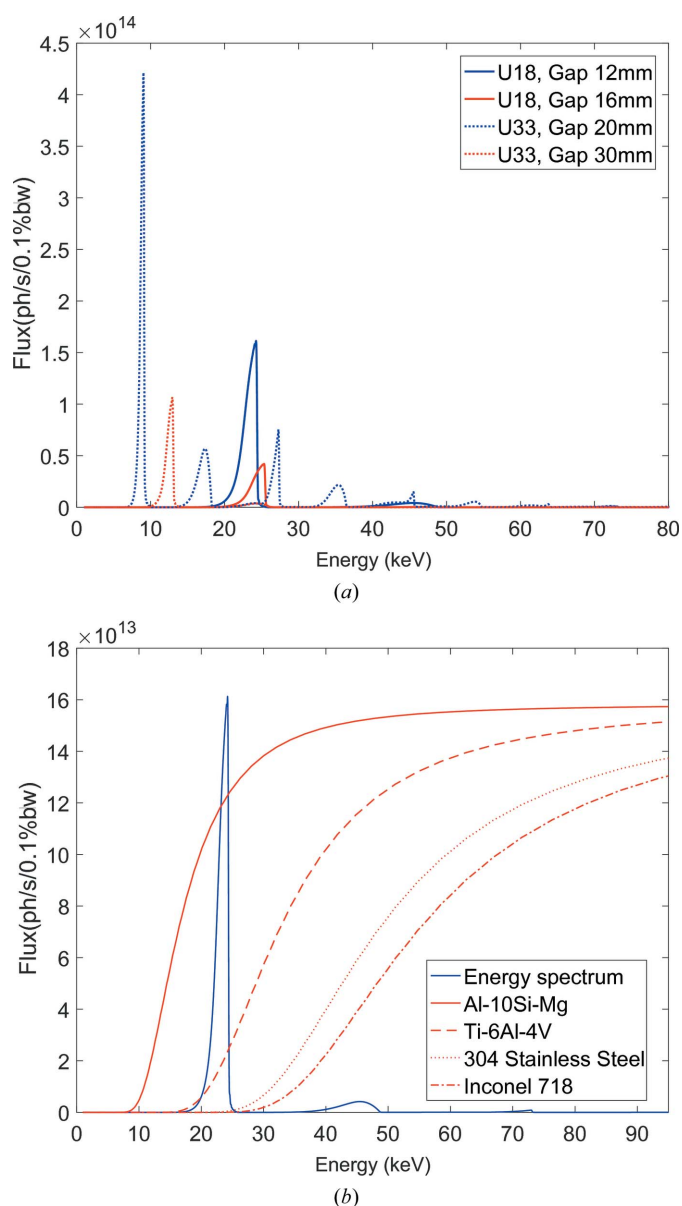 ×10^14
4.5
4
3.5
3
2.5
2
1.5
1
0.5
0
Flux(ph/s/0.1%bw)
U18, Gap 12mm
U18, Gap 16mm
U33, Gap 20mm
U33, Gap 30mm
0 10 20 30 40 50 60 70 80
Energy (keV)
(a)
×10^13
18
16
14
12
10
8
6
4
2
0
Flux(ph/s/0.1%bw)
Energy spectrum
Al-10Si-Mg
Ti-6Al-4V
304 Stainless Steel
Inconel 718
0 10 20 30 40 50 60 70 80 90
Energy (keV)
(b)